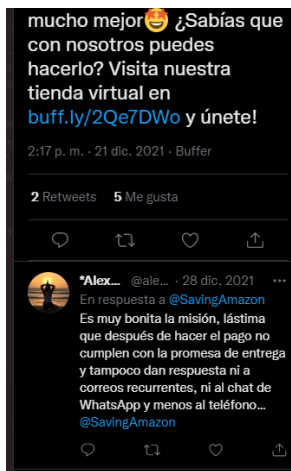 mucho mejor🤩 ¿Sabías que
con nosotros puedes
hacerlo? Visita nuestra
tienda virtual en
buff.ly/2Qe7DWo y únete!
2:17 p. m. · 21 dic. 2021 · Buffer
2 Retweets 5 Me gusta
*Alex... @ale... · 28 dic. 2021 ···
En respuesta a @SavingAmazon
Es muy bonita la misión, lástima
que después de hacer el pago no
cumplen con la promesa de entrega
y tampoco dan respuesta ni a
correos recurrentes, ni al chat de
WhatsApp y menos al teléfono...
@SavingAmazon